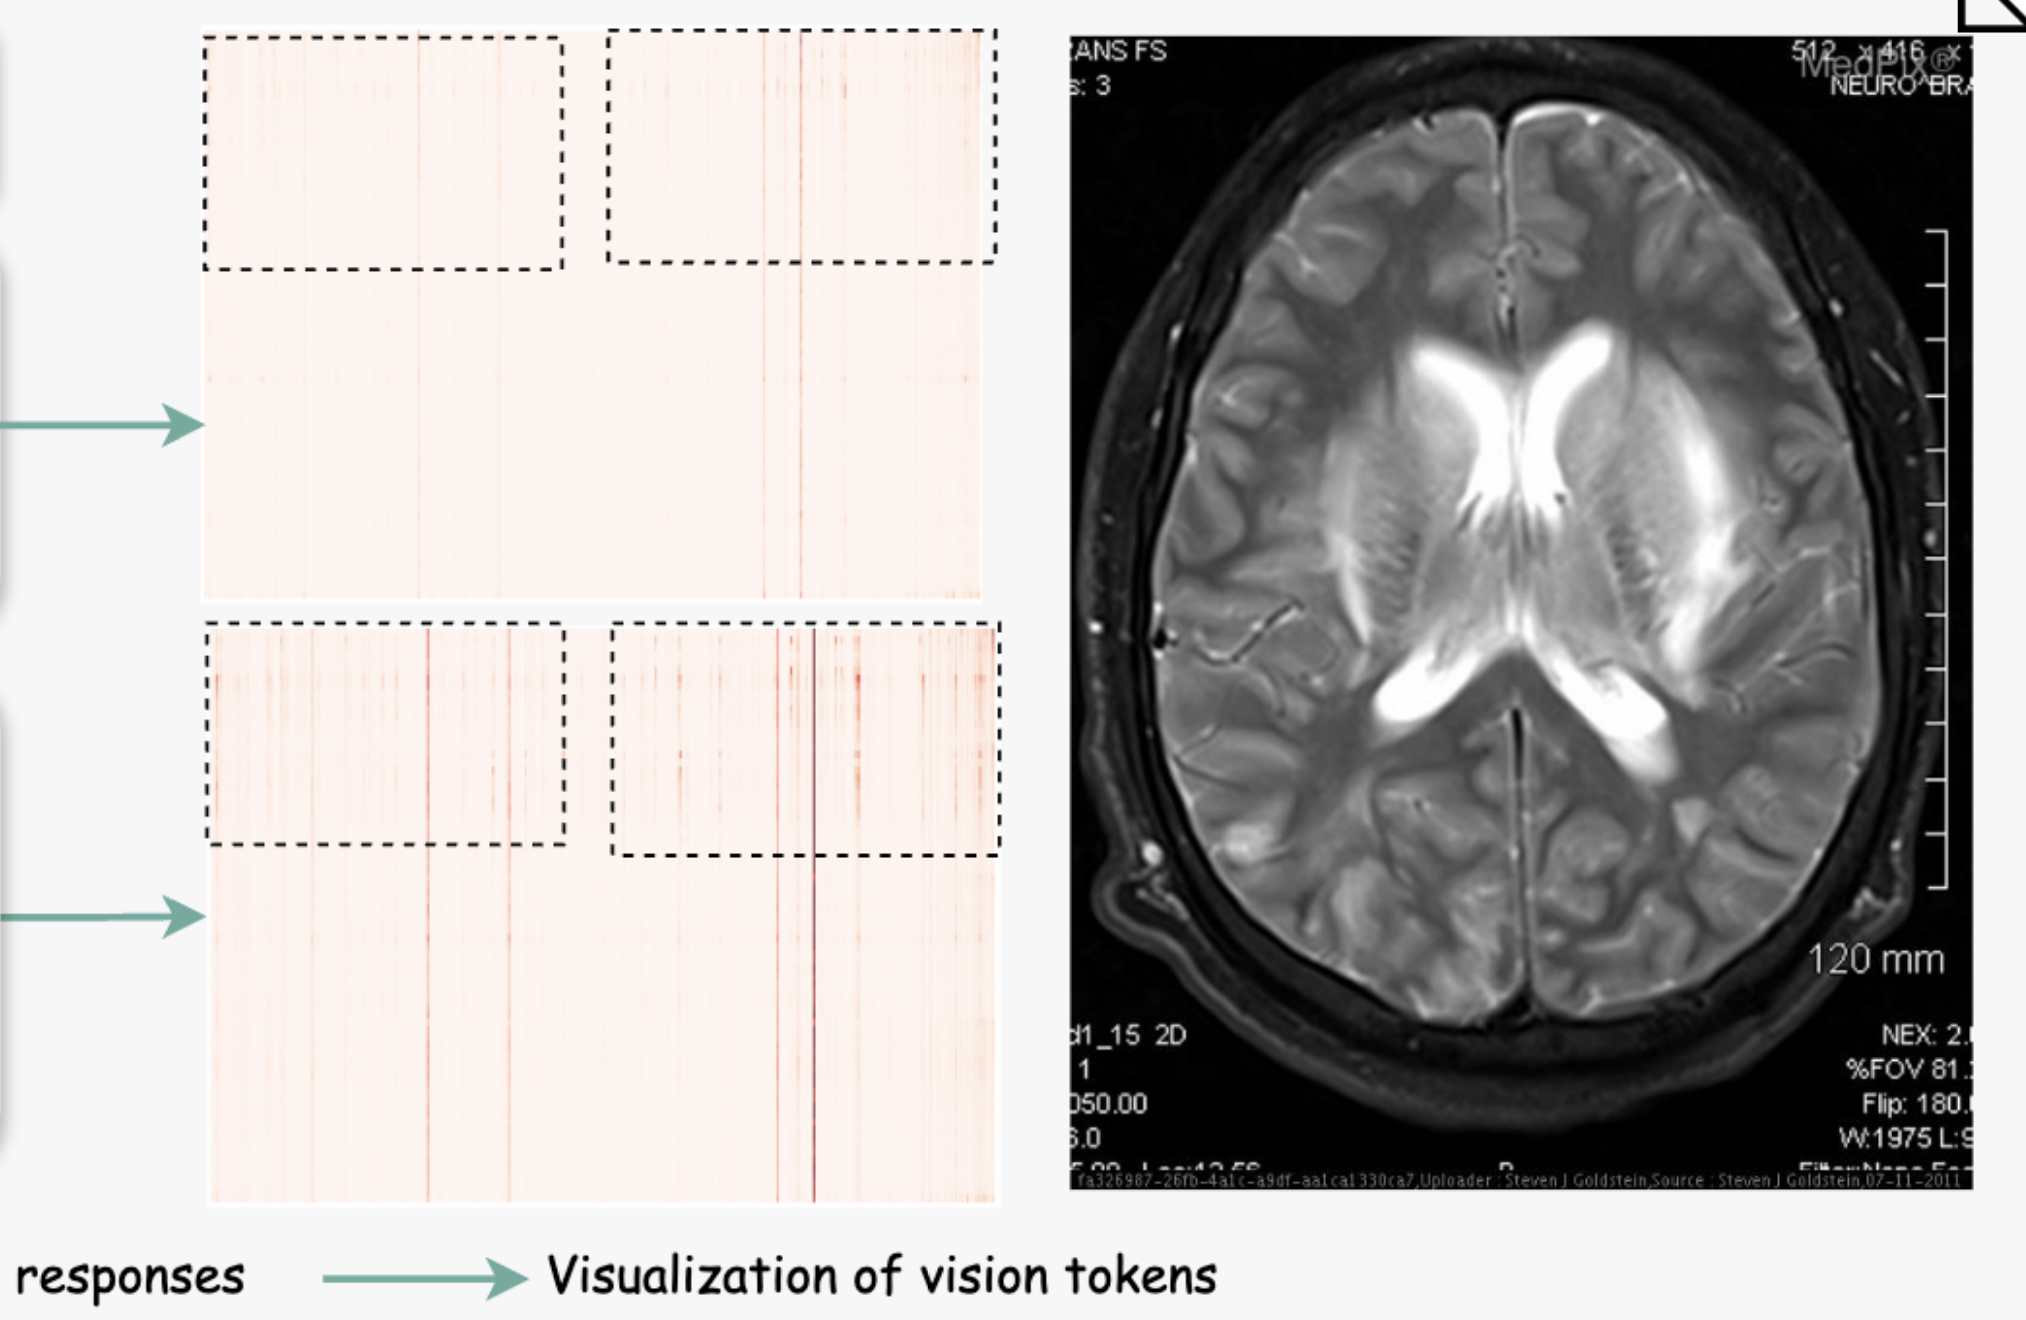 ANS FS
s: 3
512 x 416 x
MedPix®
NEURO^BRA
120 mm
d1_15 2D
1
050.00
6.0
NEX: 2.
%FOV 81.
Flip: 180.
W:1975 L:9
fa326987-26fb-4a1c-a9df-aa1ca1330ca7,Uploader : Steven J Goldstein,Source : Steven J Goldstein,07-11-2011
responses
Visualization of vision tokens